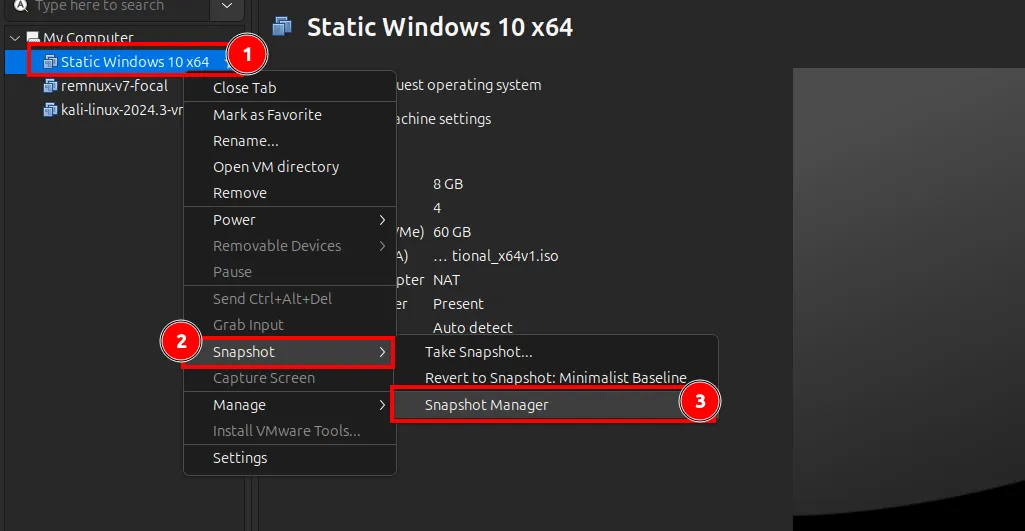 Type here to search
Static Windows 10 x64
My Computer
1
Static Windows 10 x64
remnux-v7-focal
kali-linux-2024.3-vr
Close Tab
Mark as Favorite
Rename...
Open VM directory
Remove
Power
Removable Devices
Pause
Send Ctrl+Alt+Del
Grab Input
2
Snapshot
Capture Screen
Manage
Install VMware Tools...
Settings
uest operating system
achine settings
8 GB
4
VMe) 60 GB
A) ... tional_x64v1.iso
pter NAT
er Present
Auto detect
Take Snapshot...
Revert to Snapshot: Minimalist Baseline
Snapshot Manager
3